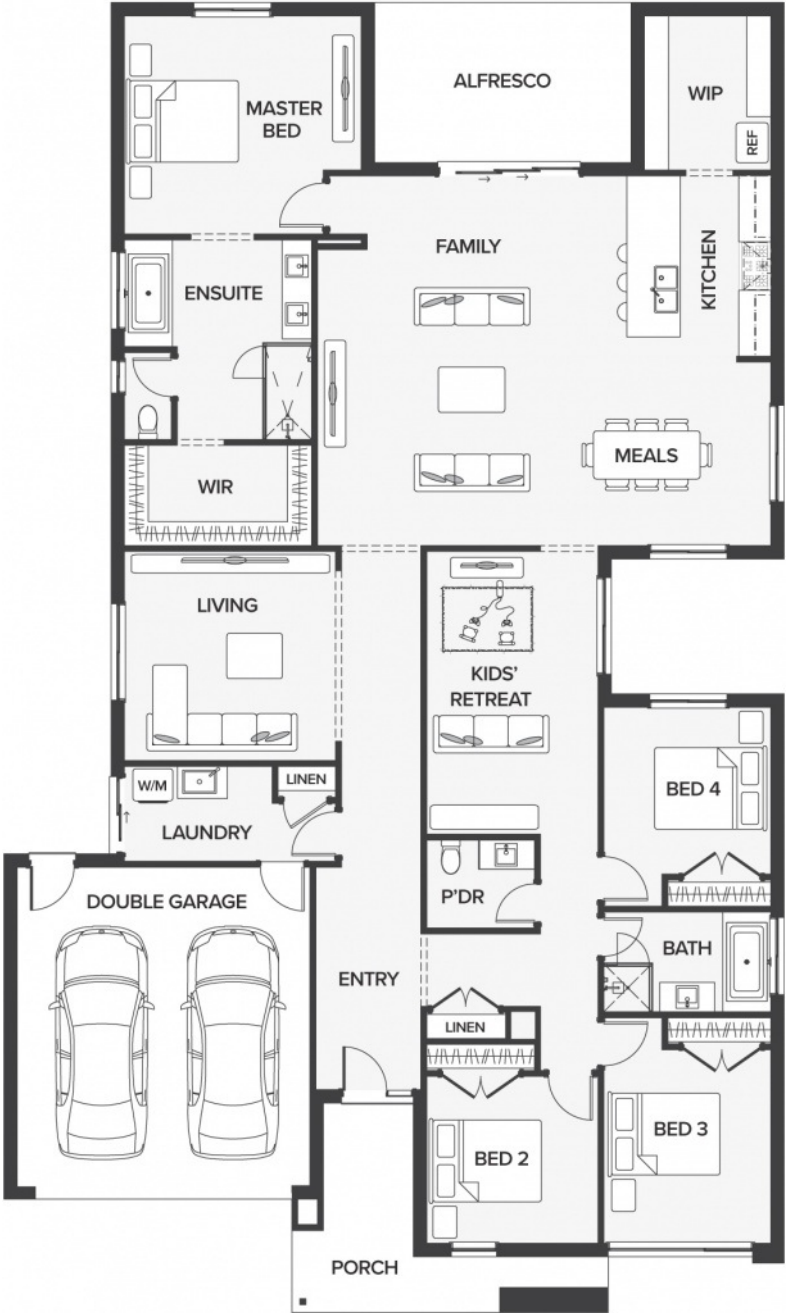 ALFRESCO
WIP
MASTER
BED
REF
FAMILY
KITCHEN
ENSUITE
MEALS
WIR
LIVING
KIDS'
RETREAT
W/M
LINEN
BED 4
LAUNDRY
P'DR
DOUBLE GARAGE
BATH
ENTRY
LINEN
BED 3
BED 2
PORCH